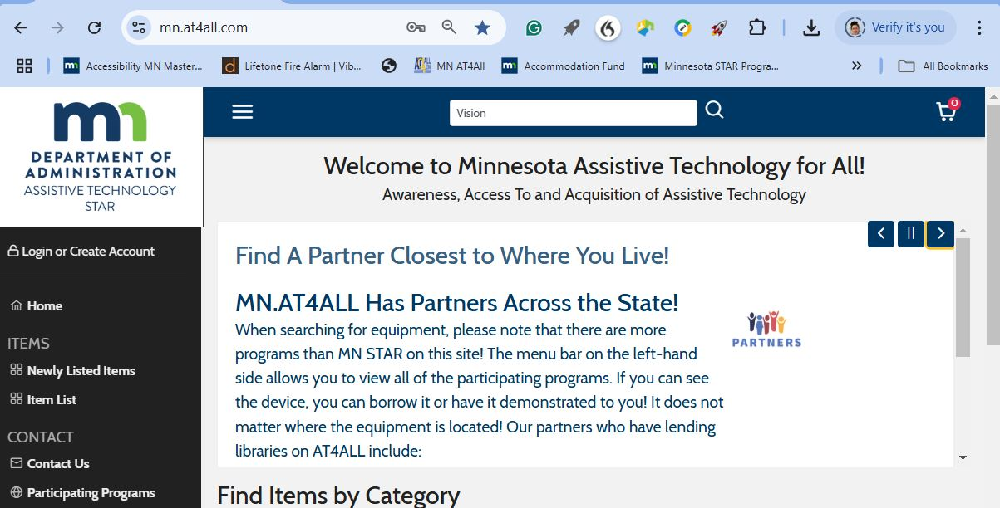 mn.at4all.com
Verify it's you
Accessibility MN Master...
Lifetone Fire Alarm | Vib...
MN AT4All
Accommodation Fund
Minnesota STAR Progra...
All Bookmarks
mn
DEPARTMENT OF
ADMINISTRATION
ASSISTIVE TECHNOLOGY
STAR
Login or Create Account
Home
ITEMS
Newly Listed Items
Item List
CONTACT
Contact Us
Participating Programs
Vision
0
Welcome to Minnesota Assistive Technology for All!
Awareness, Access To and Acquisition of Assistive Technology
Find A Partner Closest to Where You Live!
MN.AT4ALL Has Partners Across the State!
When searching for equipment, please note that there are more
programs than MN STAR on this site! The menu bar on the left-hand
side allows you to view all of the participating programs. If you can see
the device, you can borrow it or have it demonstrated to you! It does not
matter where the equipment is located! Our partners who have lending
libraries on AT4ALL include:
PARTNERS
Find Items by Category